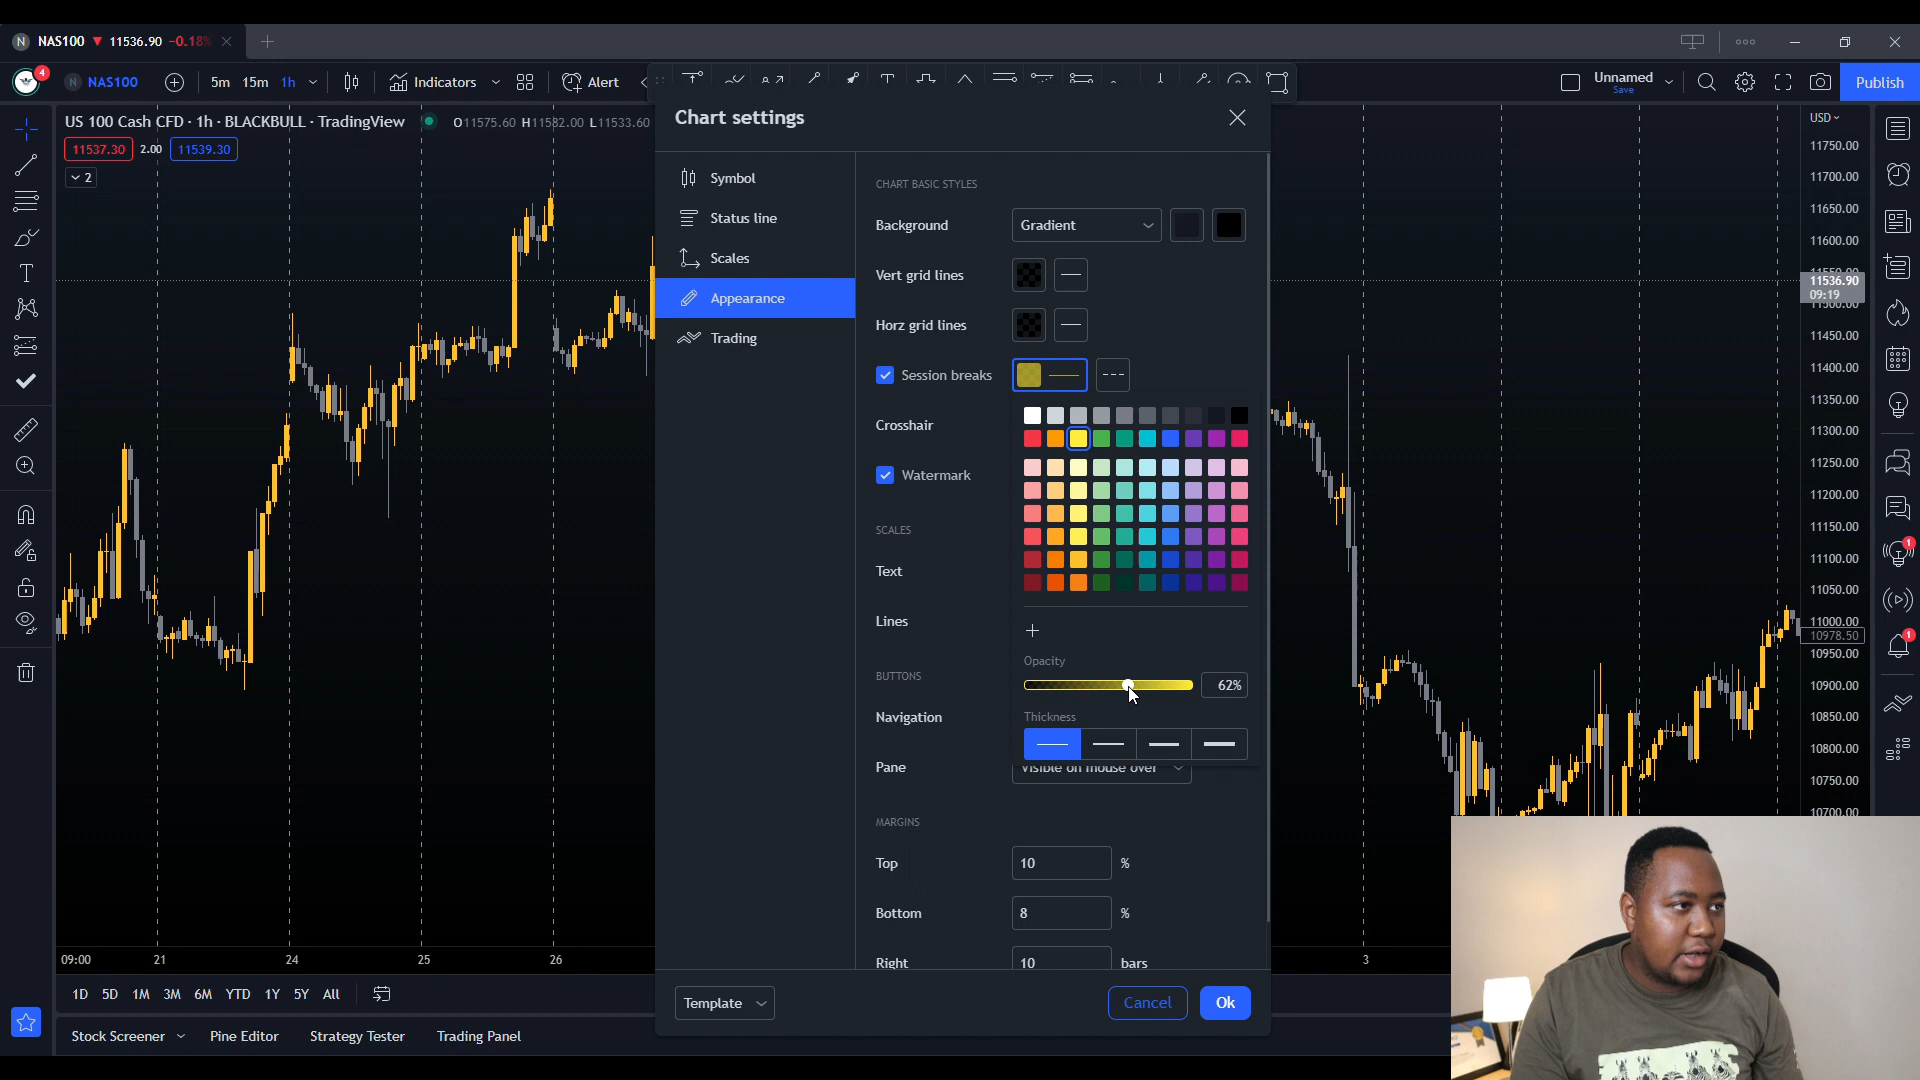 NAS100 ▼ 11536.90 -0.18%
4 NAS100 5m 15m 1h Indicators Alert Unnamed Save Publish
US 100 Cash CFD · 1h · BLACKBULL · TradingView O11575.60 H11582.00 L11533.60
11537.30 2.00 11539.30
2
Chart settings
Symbol
Status line
Scales
Appearance
Trading
CHART BASIC STYLES
Background Gradient
Vert grid lines
Horz grid lines
Session breaks
Crosshair
Watermark
SCALES
Text
Lines
Opacity
62%
BUTTONS
Navigation
Thickness
Pane Visible on mouse over
MARGINS
Top 10 %
Bottom 8 %
Right 10 bars
Template Cancel Ok
USD
11750.00
11700.00
11650.00
11600.00
11550.00
11536.90
09:19
11500.00
11450.00
11400.00
11350.00
11300.00
11250.00
11200.00
11150.00
11100.00
11050.00
11000.00
10978.50
10950.00
10900.00
10850.00
10800.00
10750.00
10700.00
1
1
09:00 21 24 25 26 3
1D 5D 1M 3M 6M YTD 1Y 5Y All
Stock Screener Pine Editor Strategy Tester Trading Panel